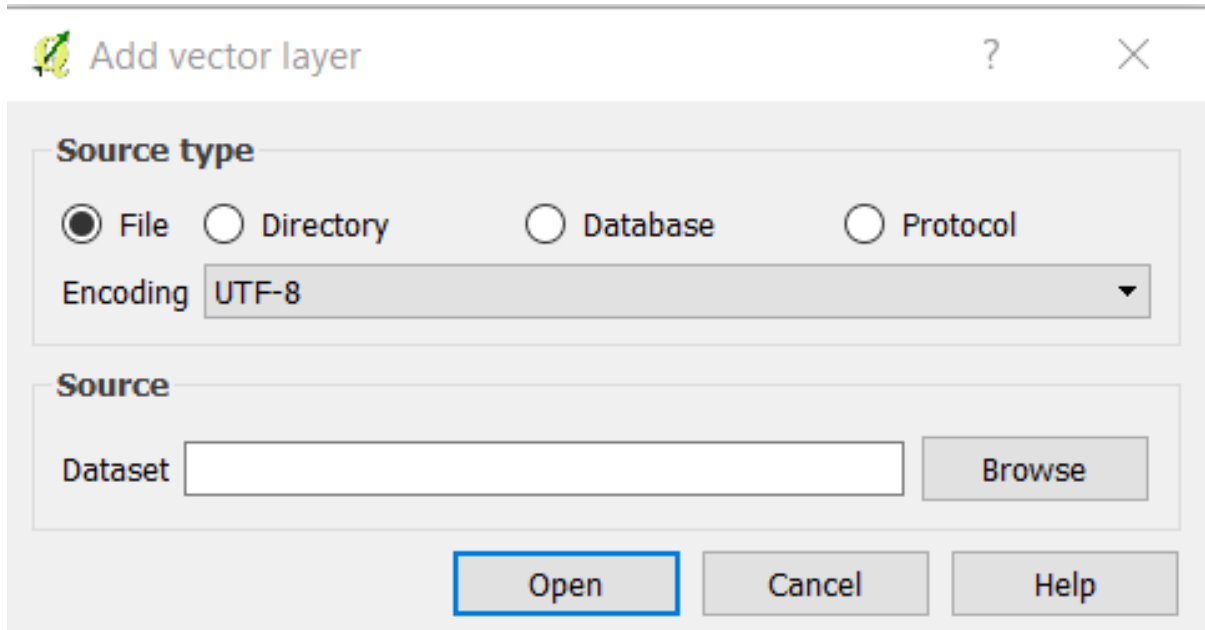 Add vector layer ?
Source type
File Directory Database Protocol
Encoding UTF-8
Source
Dataset Browse
Open Cancel Help